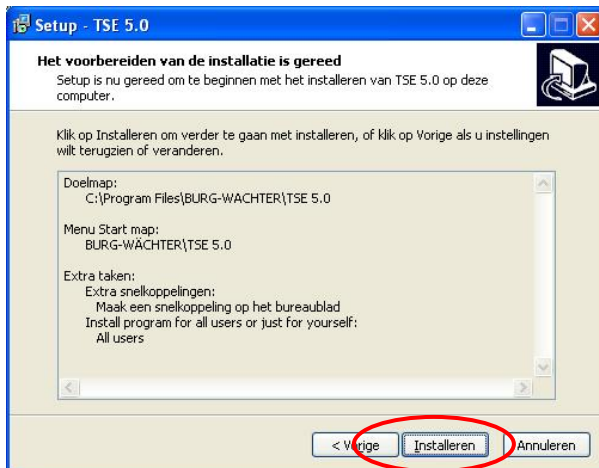 Setup - TSE 5.0
Het voorbereiden van de installatie is gereed
Setup is nu gereed om te beginnen met het installeren van TSE 5.0 op deze
computer.
Klik op Installeren om verder te gaan met installeren, of klik op Vorige als u instellingen
wilt terugzien of veranderen.
Doelmap:
C:\Program Files\BURG-WACHTER\TSE 5.0
Menu Start map:
BURG-WÄCHTER\TSE 5.0
Extra taken:
Extra snelkoppelingen:
Maak een snelkoppeling op het bureaublad
Install program for all users or just for yourself:
All users
< Vorige Installeren Annuleren